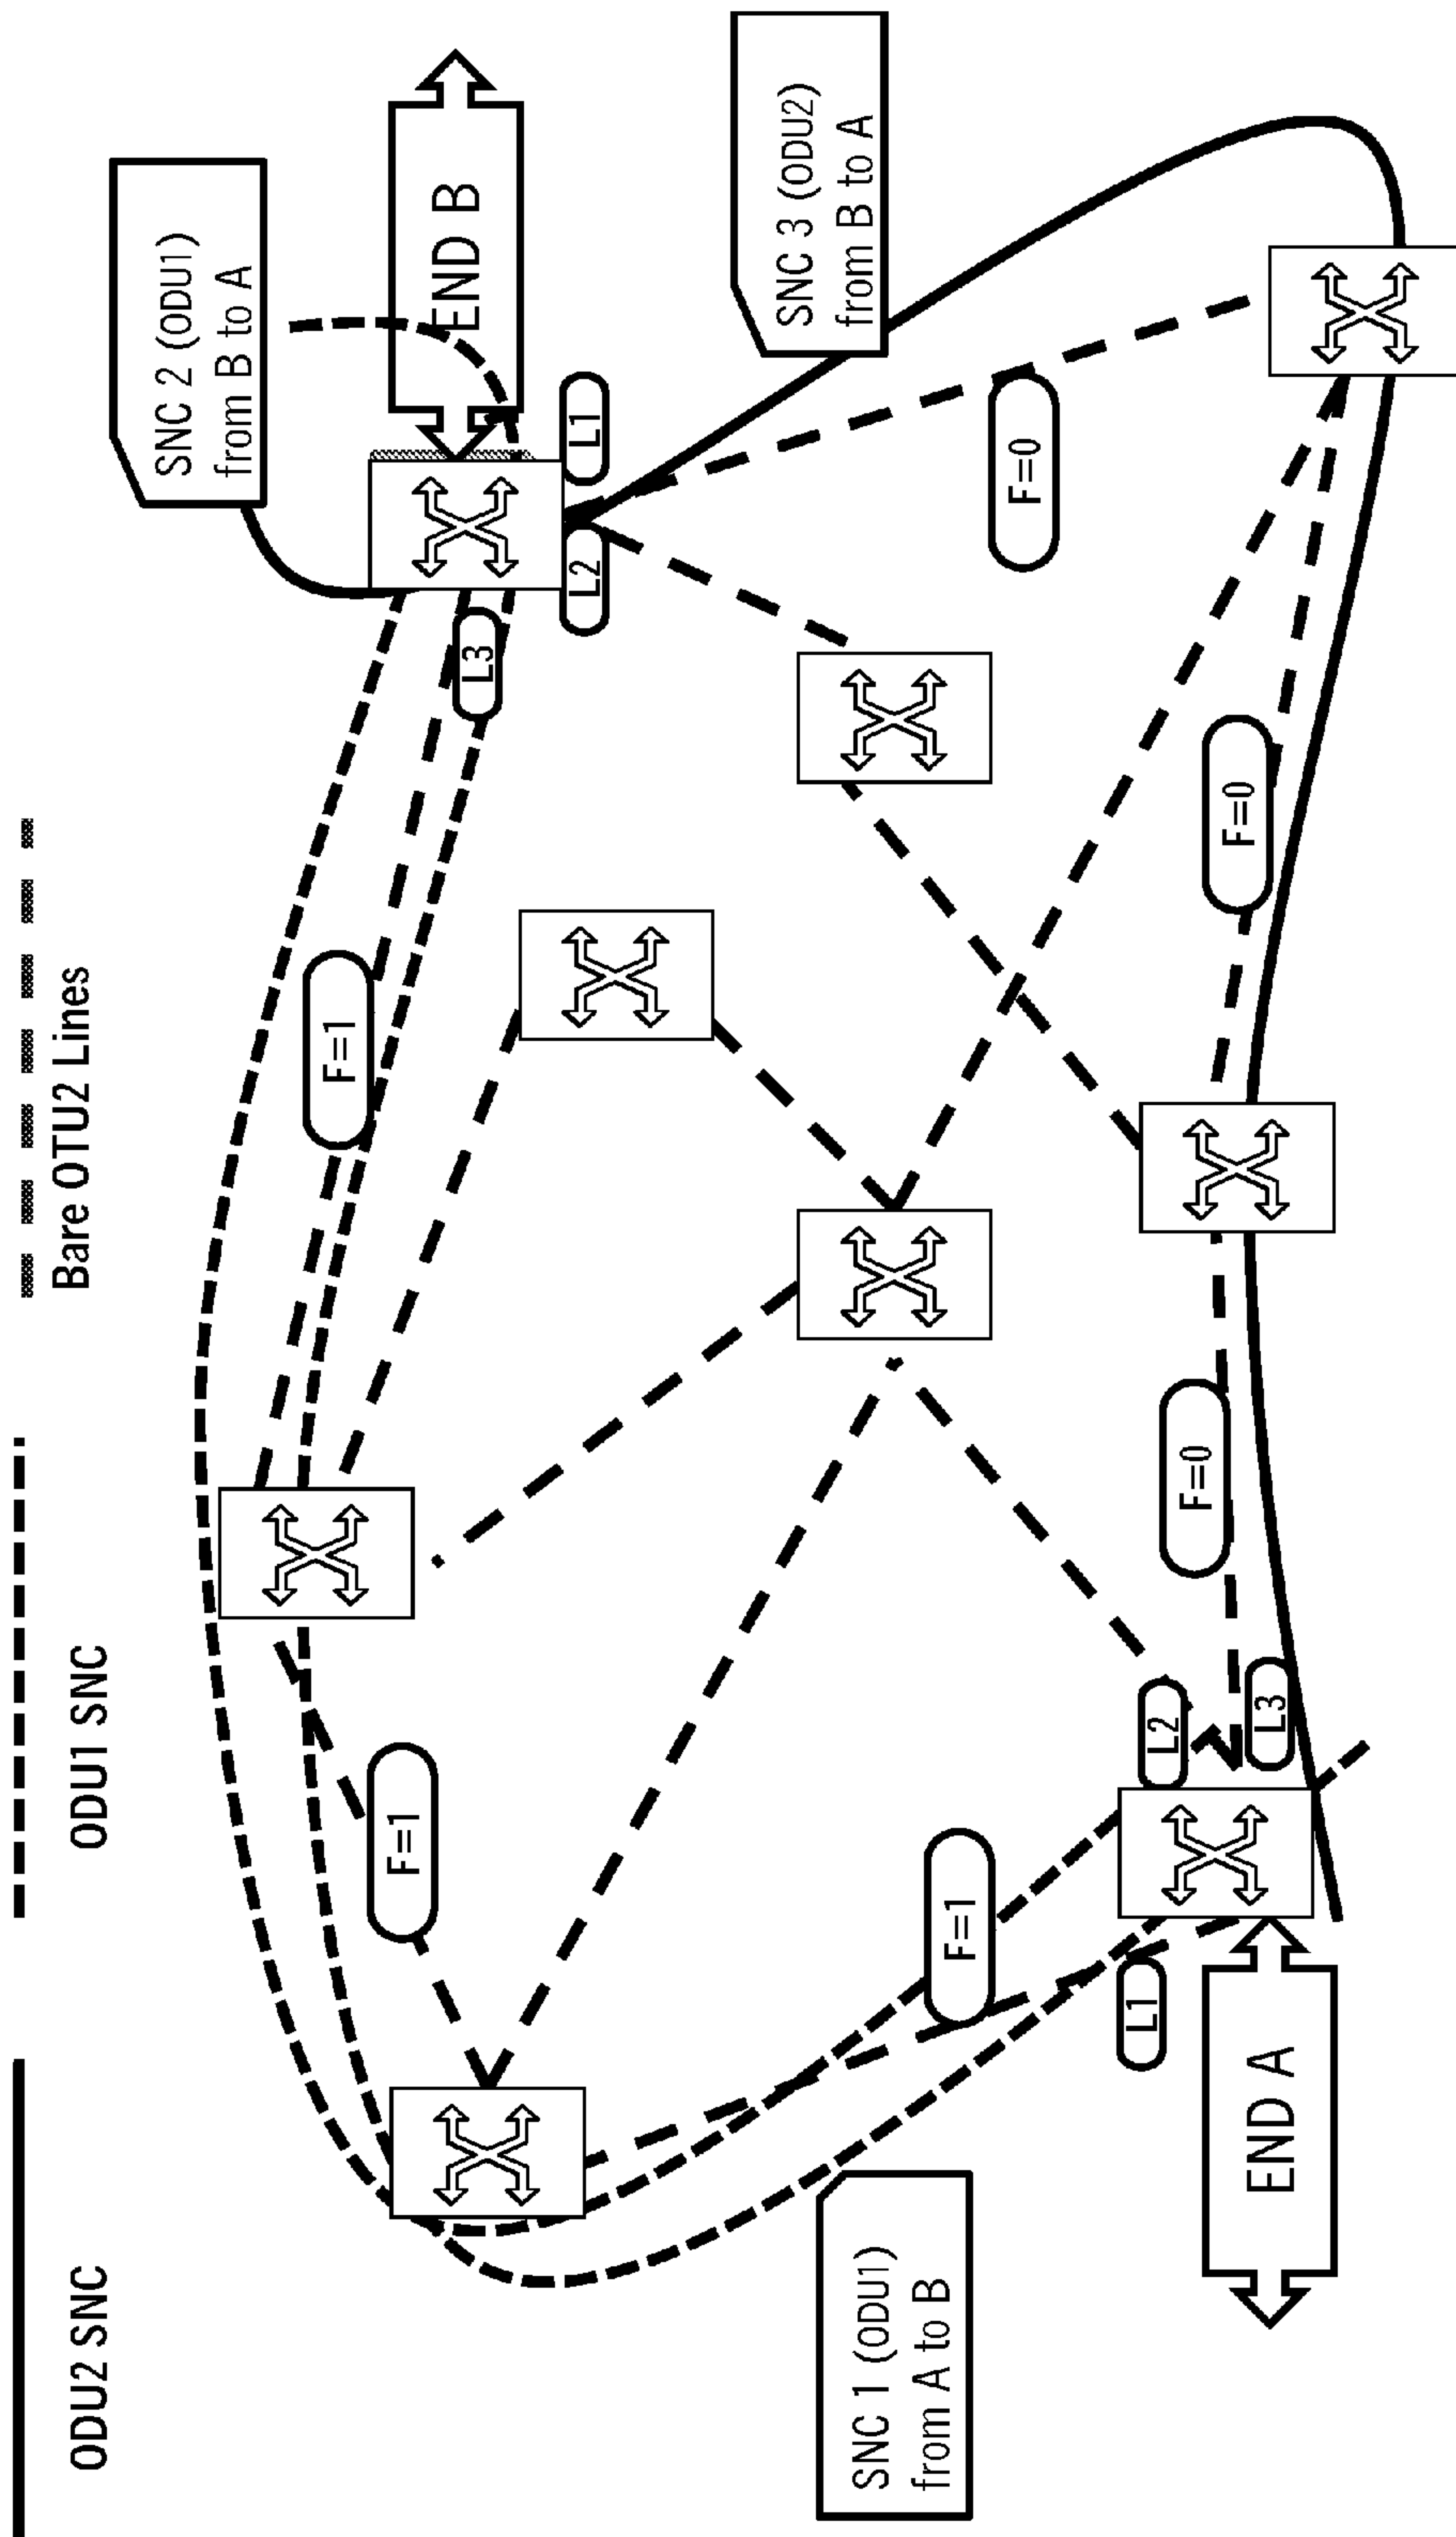 ODU2 SNC
ODU1 SNC
Bare OTU2 Lines
SNC 2 (ODU1)
from B to A
F=1
END B
L3
F=1
L2
L1
SNC 3 (ODU2)
from B to A
SNC 1 (ODU1)
from A to B
F=1
F=0
L1
L2
F=0
F=0
END A
L3